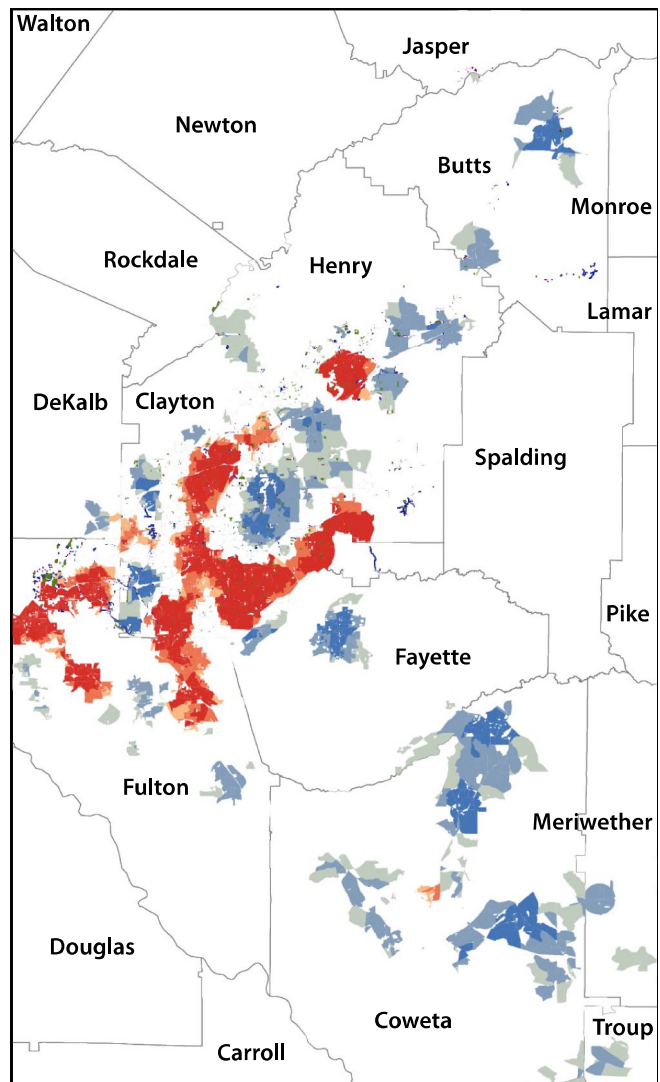 Walton
Jasper
Newton
Butts
Monroe
Rockdale
Henry
Lamar
DeKalb
Clayton
Spalding
Pike
Fayette
Fulton
Meriwether
Douglas
Coweta
Troup
Carroll